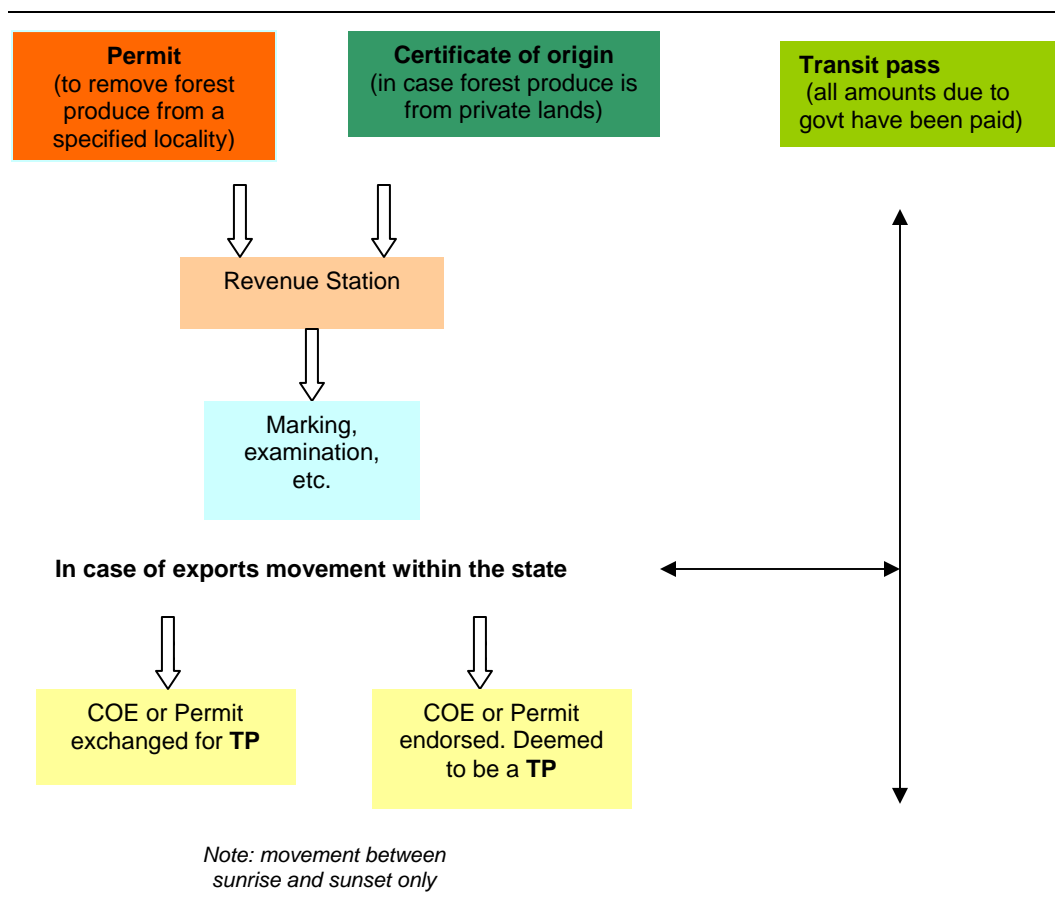 Permit
(to remove forest
produce from a
specified locality)
Certificate of origin
(in case forest produce is
from private lands)
Transit pass
(all amounts due to
govt have been paid)
Revenue Station
Marking,
examination,
etc.
In case of exports movement within the state
COE or Permit
exchanged for TP
COE or Permit
endorsed. Deemed
to be a TP
Note: movement between
sunrise and sunset only